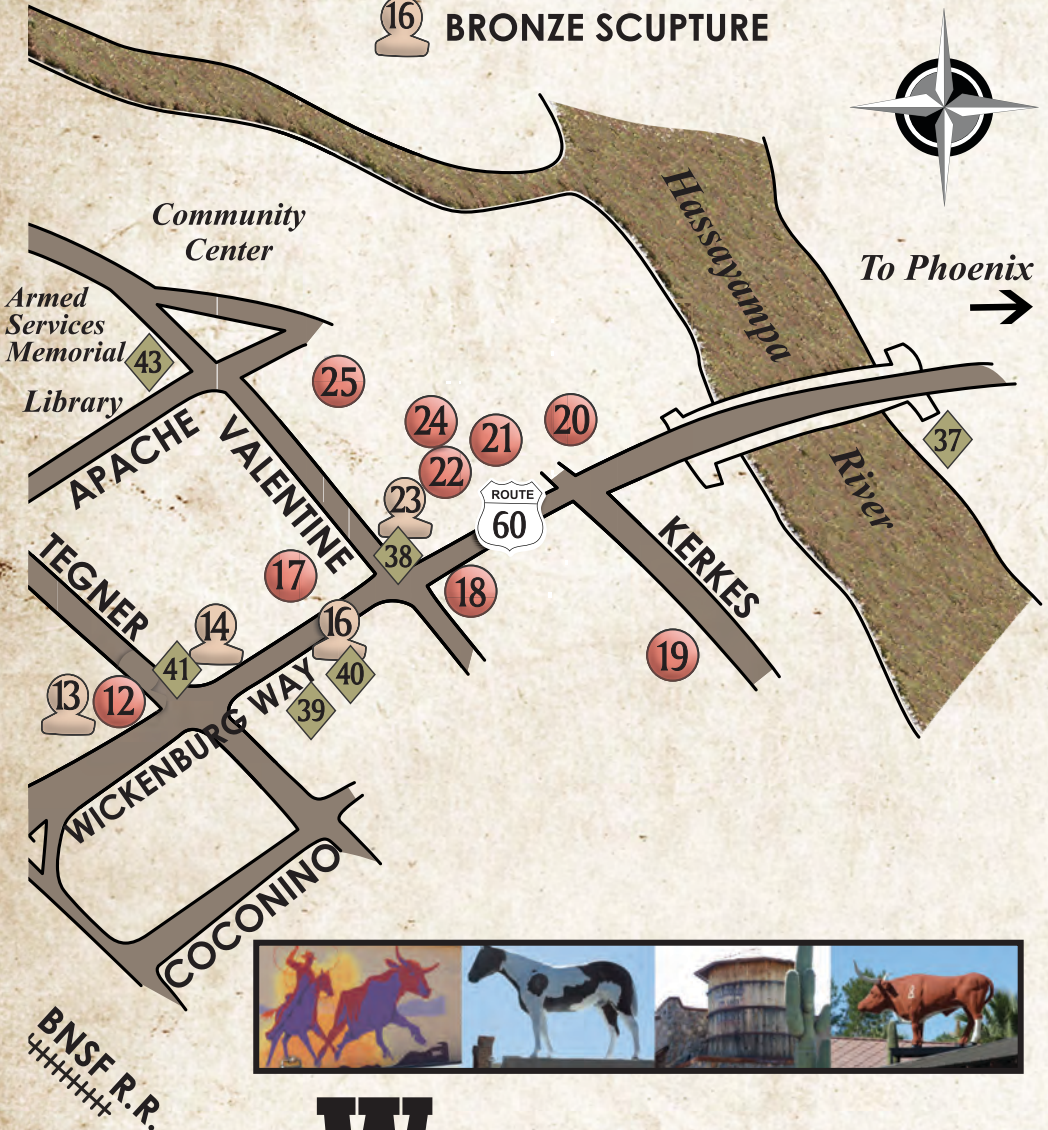 16 BRONZE SCUPTURE
Hassayampa
River
To Phoenix
Community
Center
Armed
Services
Memorial
43
Library
APACHE
VALENTINE
25
24
21
20
22
23
ROUTE
60
37
38
KERKES
TEGNER
17
18
14
16
19
41
40
13
12
39
WICKENBURG WAY
COCONINO
BNSF R.R.
W